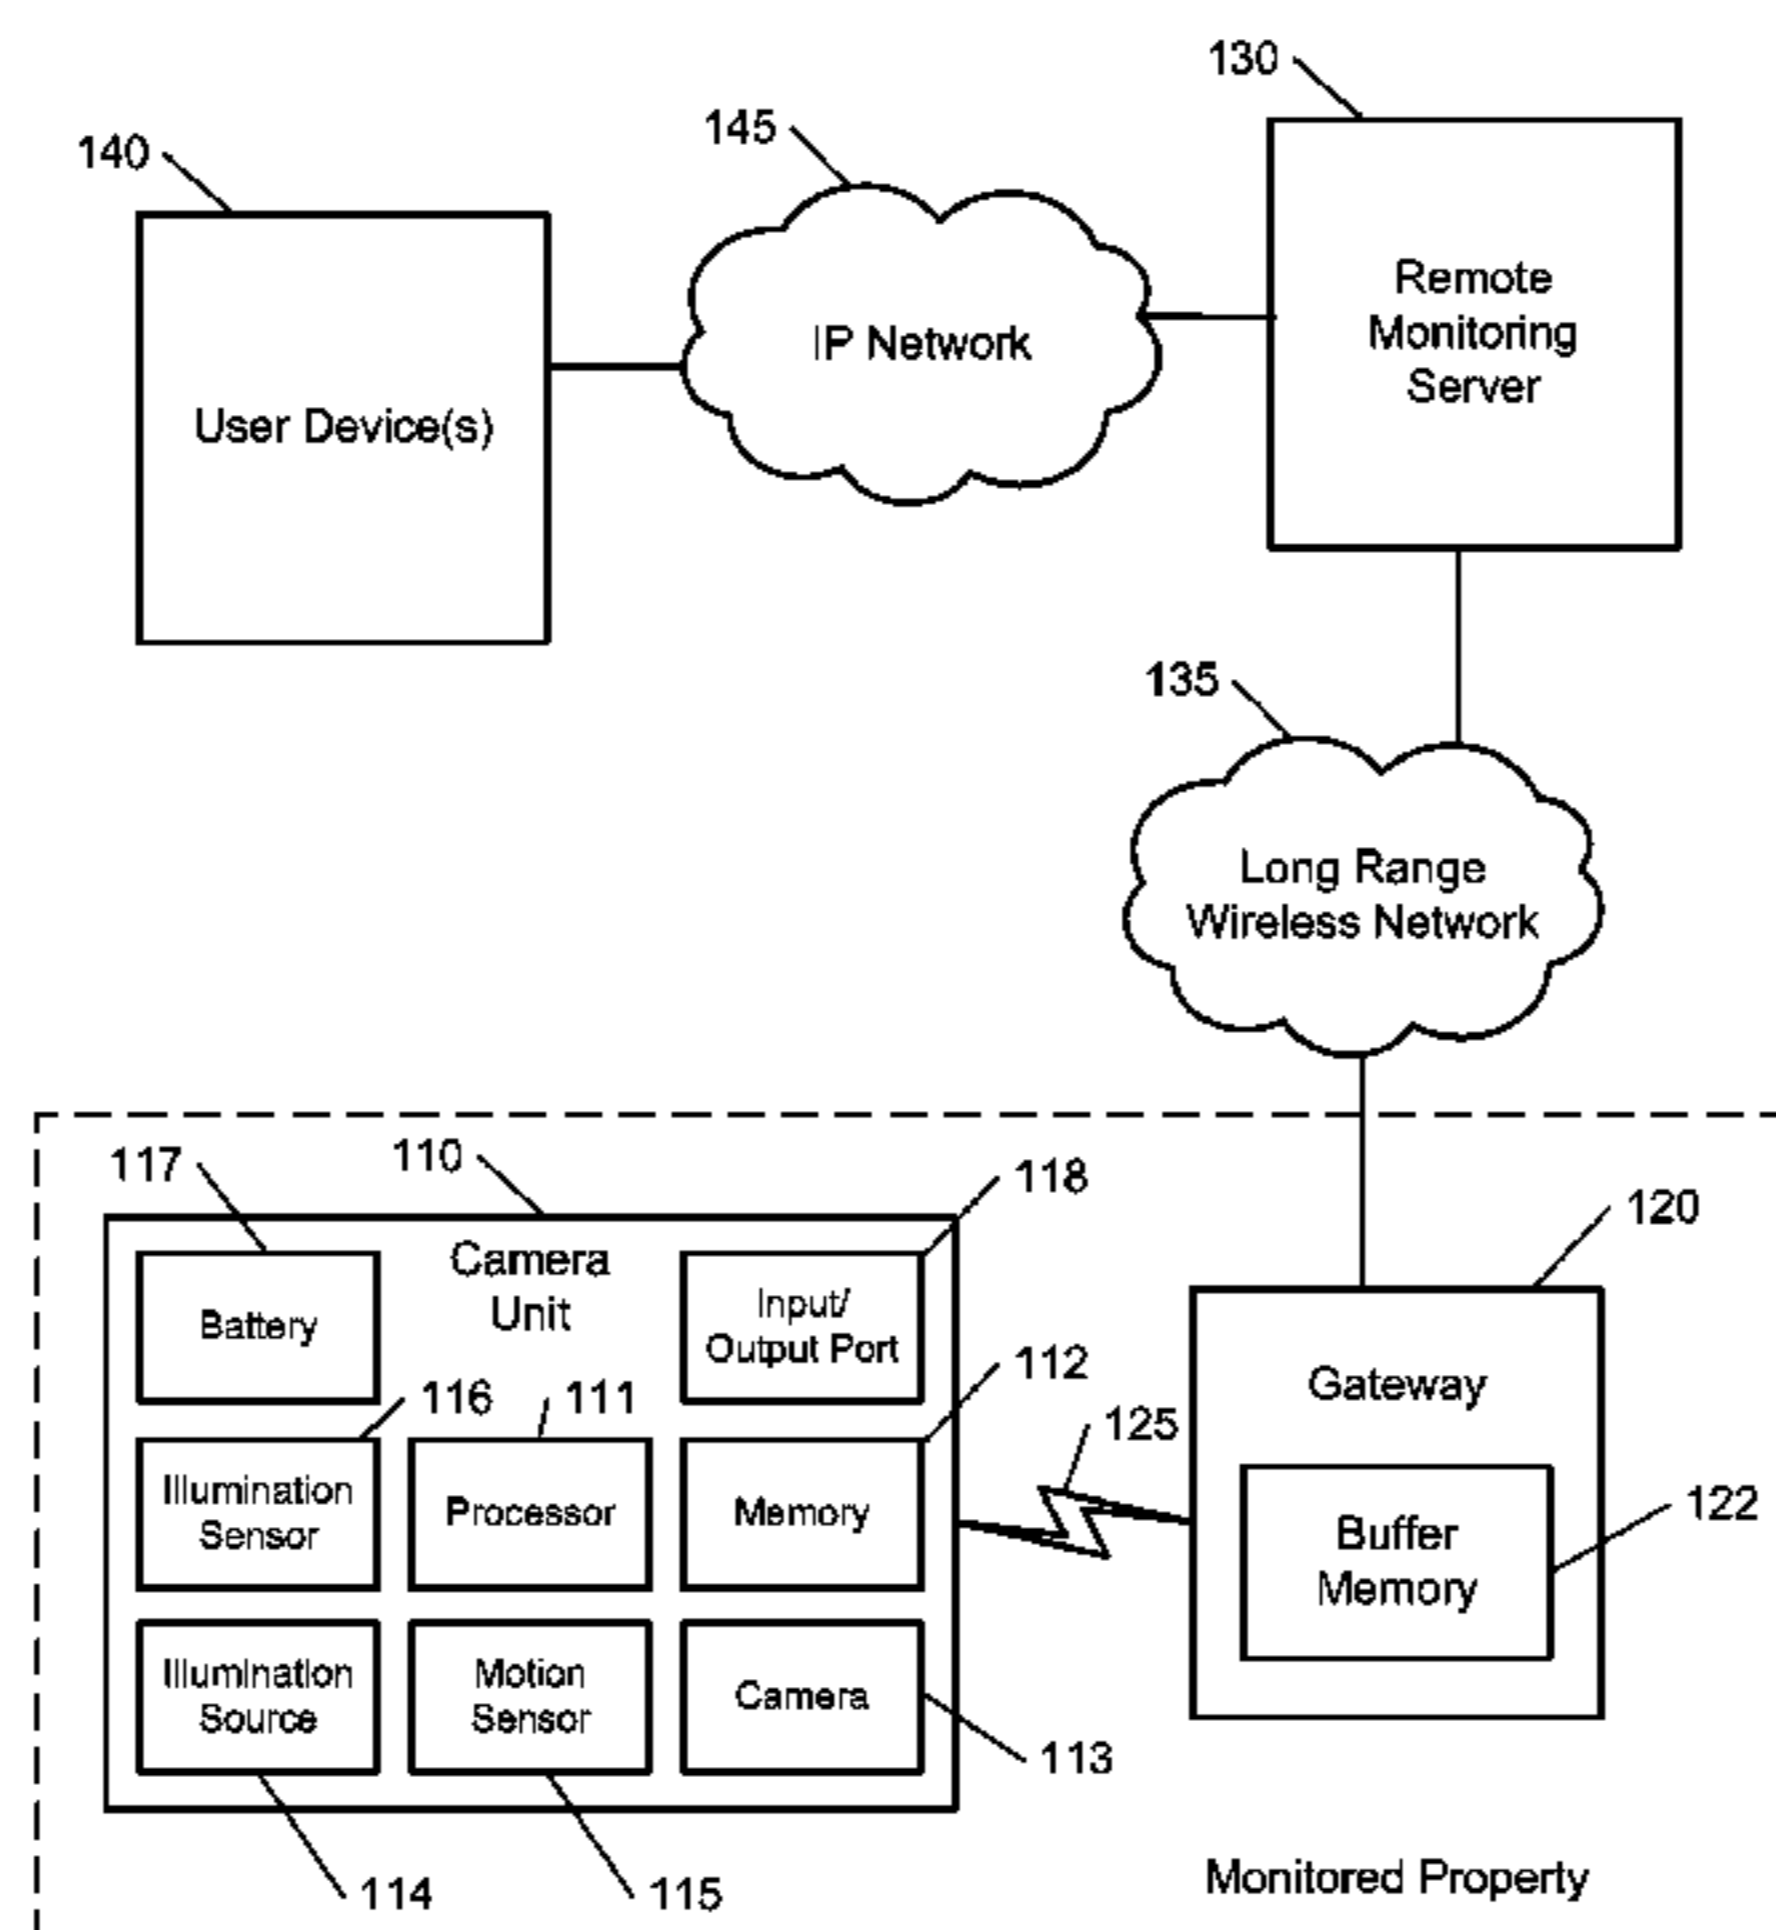 130
145
140
Remote
Monitoring
Server
IP Network
User Device(s)
135
Long Range
Wireless Network
117
110
118
120
Camera
Unit
Battery
Input/
Output Port
116
111
112
Gateway
125
Illumination
Sensor
Processor
Memory
122
Buffer
Memory
Illumination
Source
Motion
Sensor
Camera
113
114
115
Monitored Property